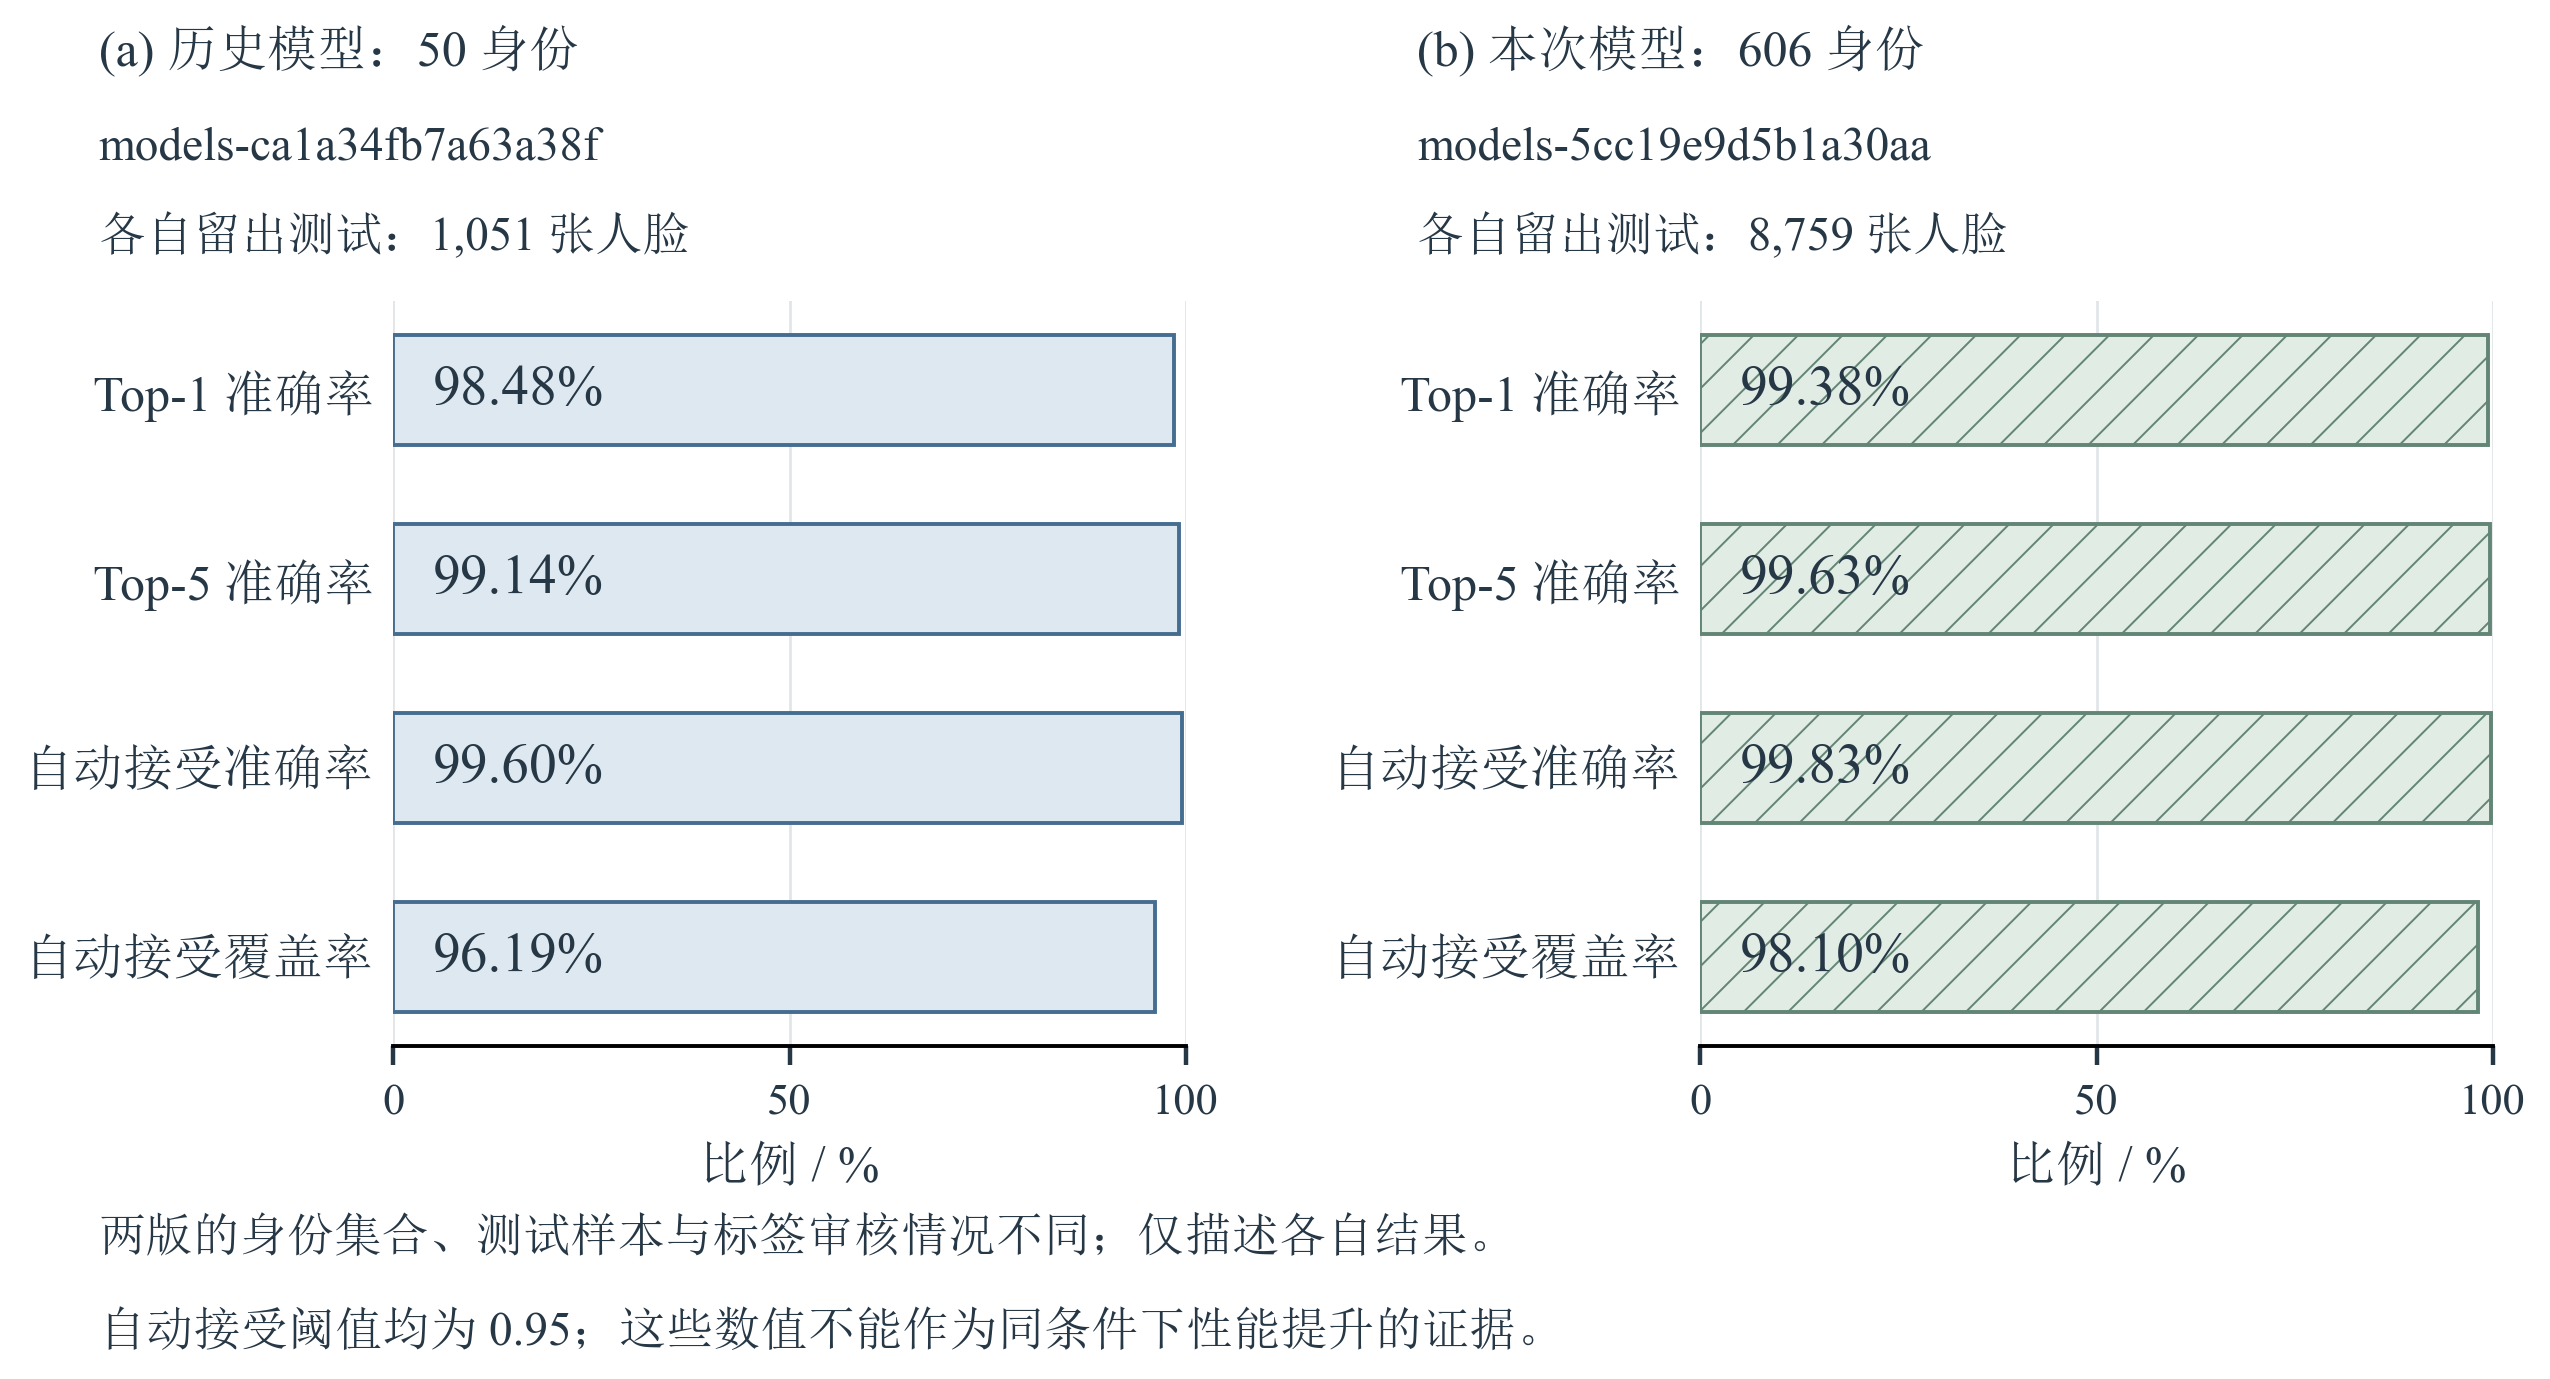 (a) 历史模型：50 身份
models-ca1a34fb7a63a38f
各自留出测试：1,051 张人脸
Top-1 准确率
98.48%
Top-5 准确率
99.14%
自动接受准确率
99.60%
自动接受覆盖率
96.19%
0 50 100
比例 / %
(b) 本次模型：606 身份
models-5cc19e9d5b1a30aa
各自留出测试：8,759 张人脸
Top-1 准确率
99.38%
Top-5 准确率
99.63%
自动接受准确率
99.83%
自动接受覆盖率
98.10%
0 50 100
比例 / %
两版的身份集合、测试样本与标签审核情况不同；仅描述各自结果。
自动接受阈值均为 0.95；这些数值不能作为同条件下性能提升的证据。